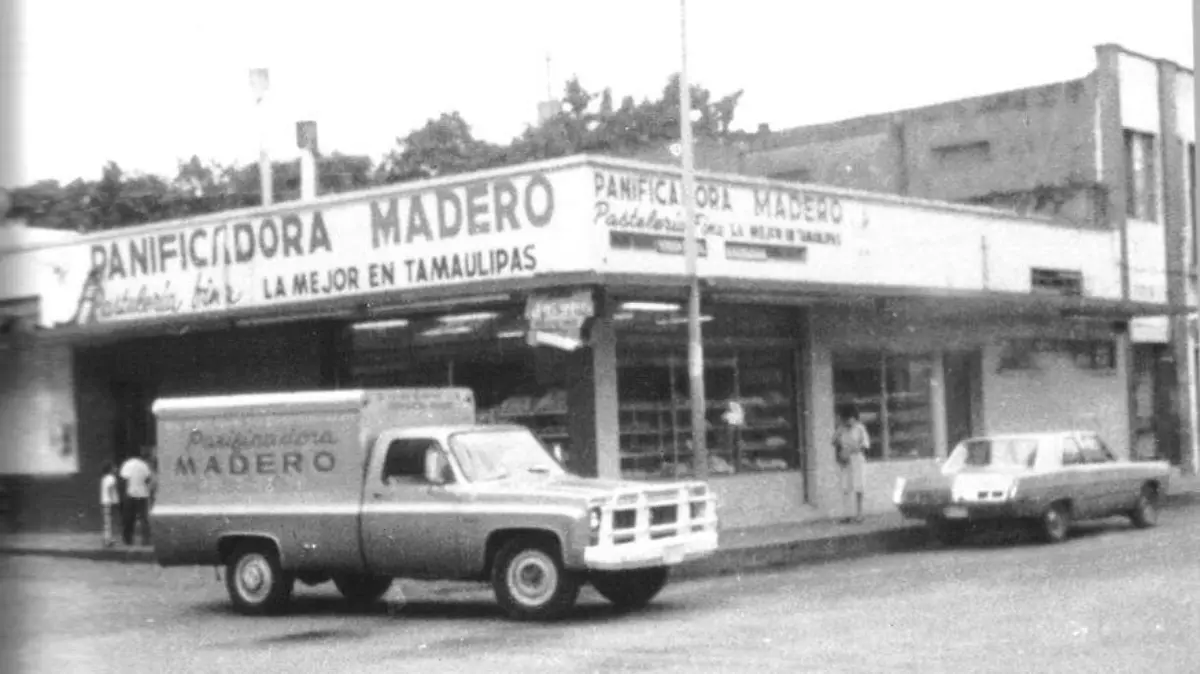 PANIFICADORA MADERO
Pastelería fina LA MEJOR EN TAMAULIPAS
PANIFICADORA MADERO
Pastelería Fina LA MEJOR EN TAMAULIPAS
Panificadora
MADERO